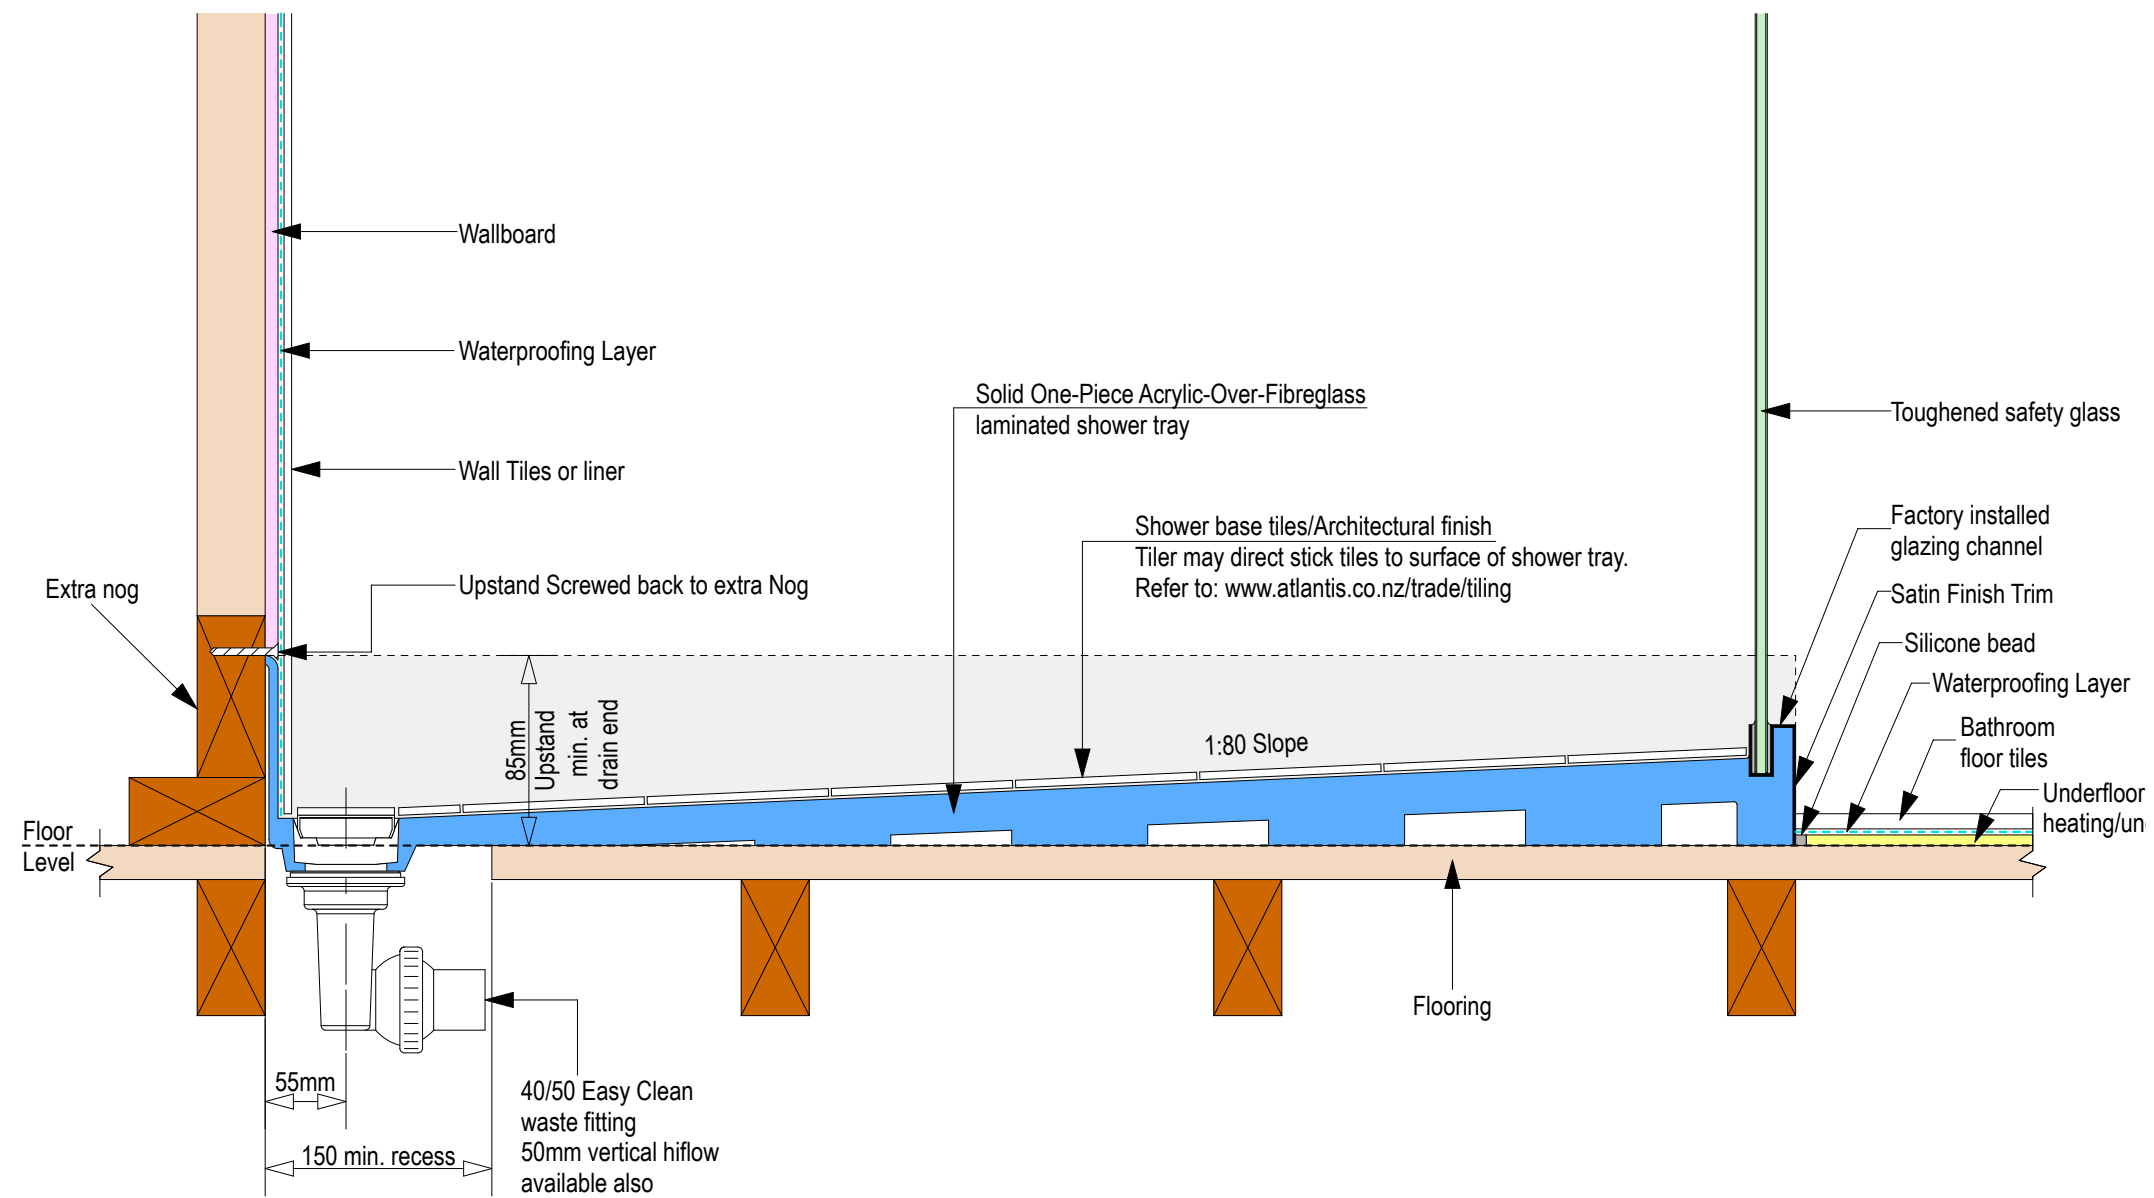 Wallboard
Waterproofing Layer
Solid One-Piece Acrylic-Over-Fibreglass
laminated shower tray
Toughened safety glass
Wall Tiles or liner
Shower base tiles/Architectural finish
Tiler may direct stick tiles to surface of shower tray.
Refer to: www.atlantis.co.nz/trade/tiling
Factory installed
glazing channel
Extra nog
Upstand Screwed back to extra Nog
Satin Finish Trim
Silicone bead
Waterproofing Layer
85mm
Upstand
min. at
drain end
1:80 Slope
Bathroom
floor tiles
Underfloor
heating/un
Floor
Level
Flooring
55mm
40/50 Easy Clean
waste fitting
50mm vertical hiflow
available also
150 min. recess